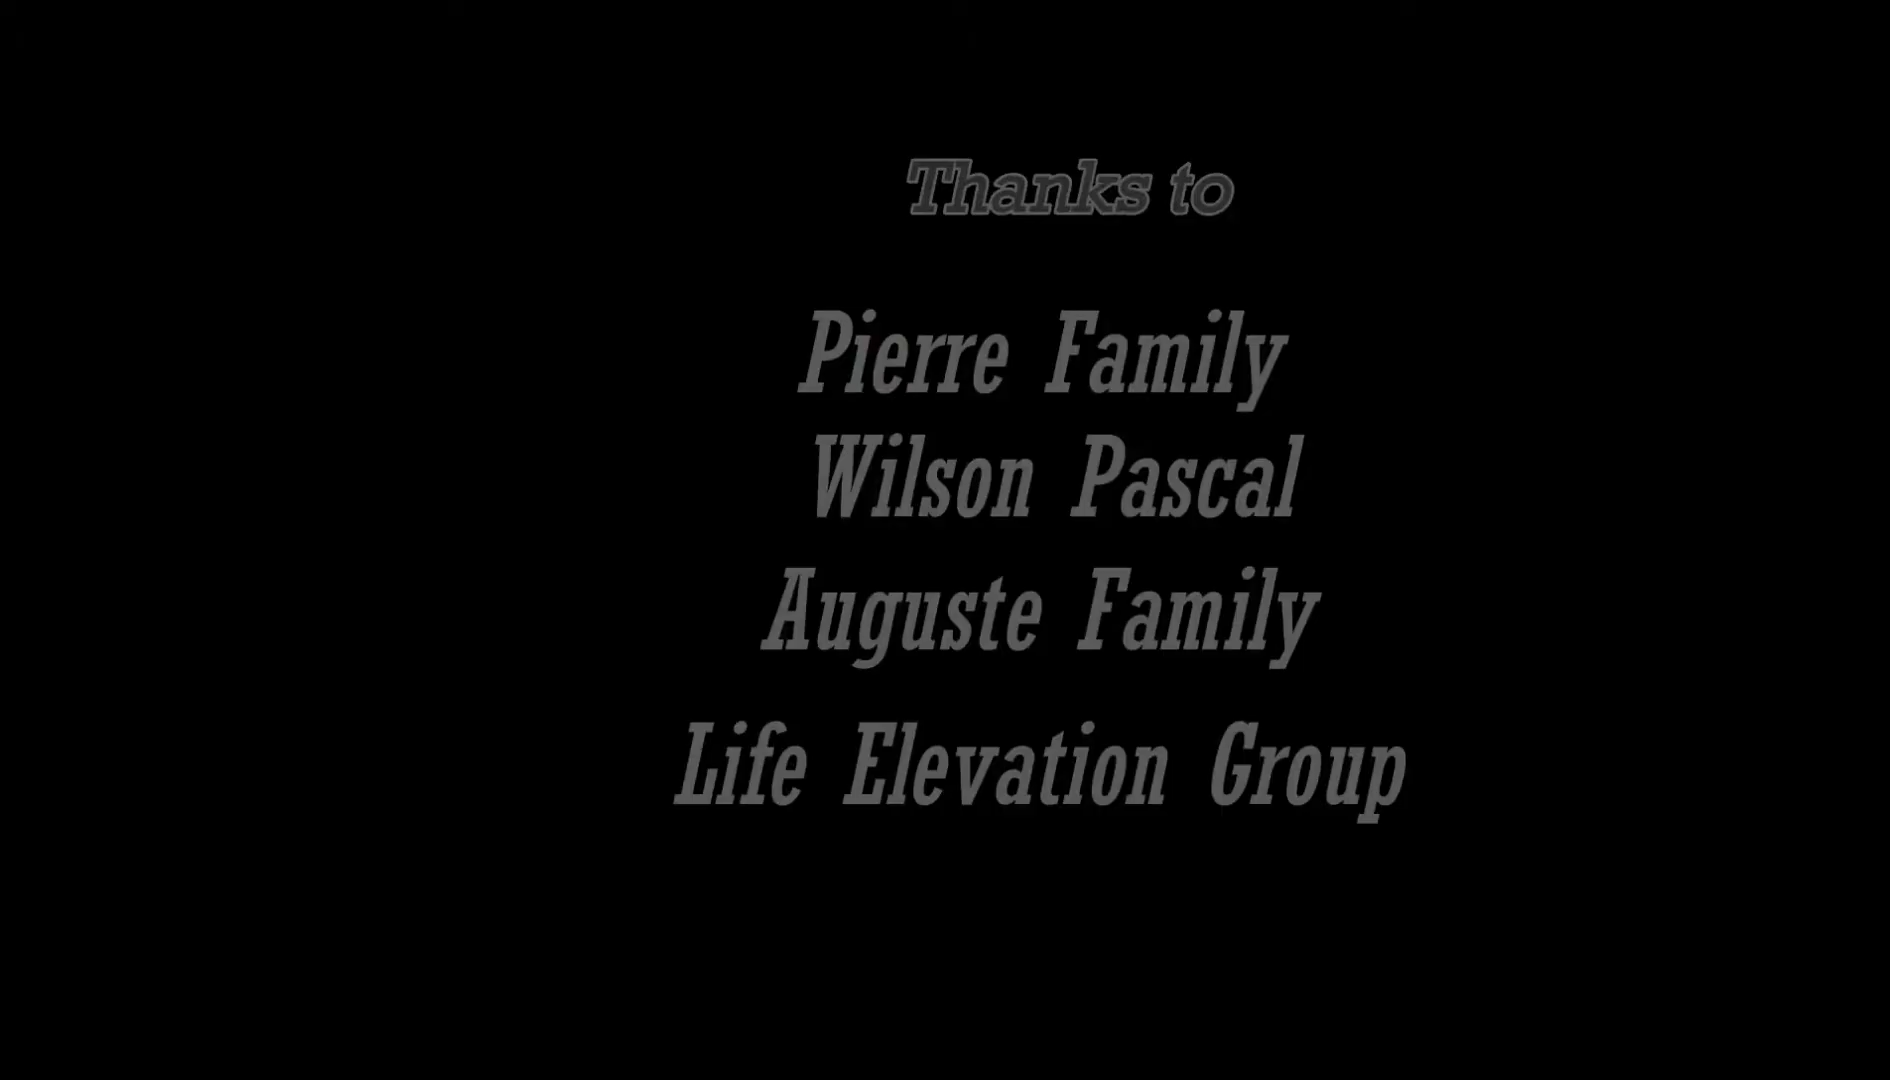 Thanks to
Pierre Family
Wilson Pascal
Auguste Family
Life Elevation Group